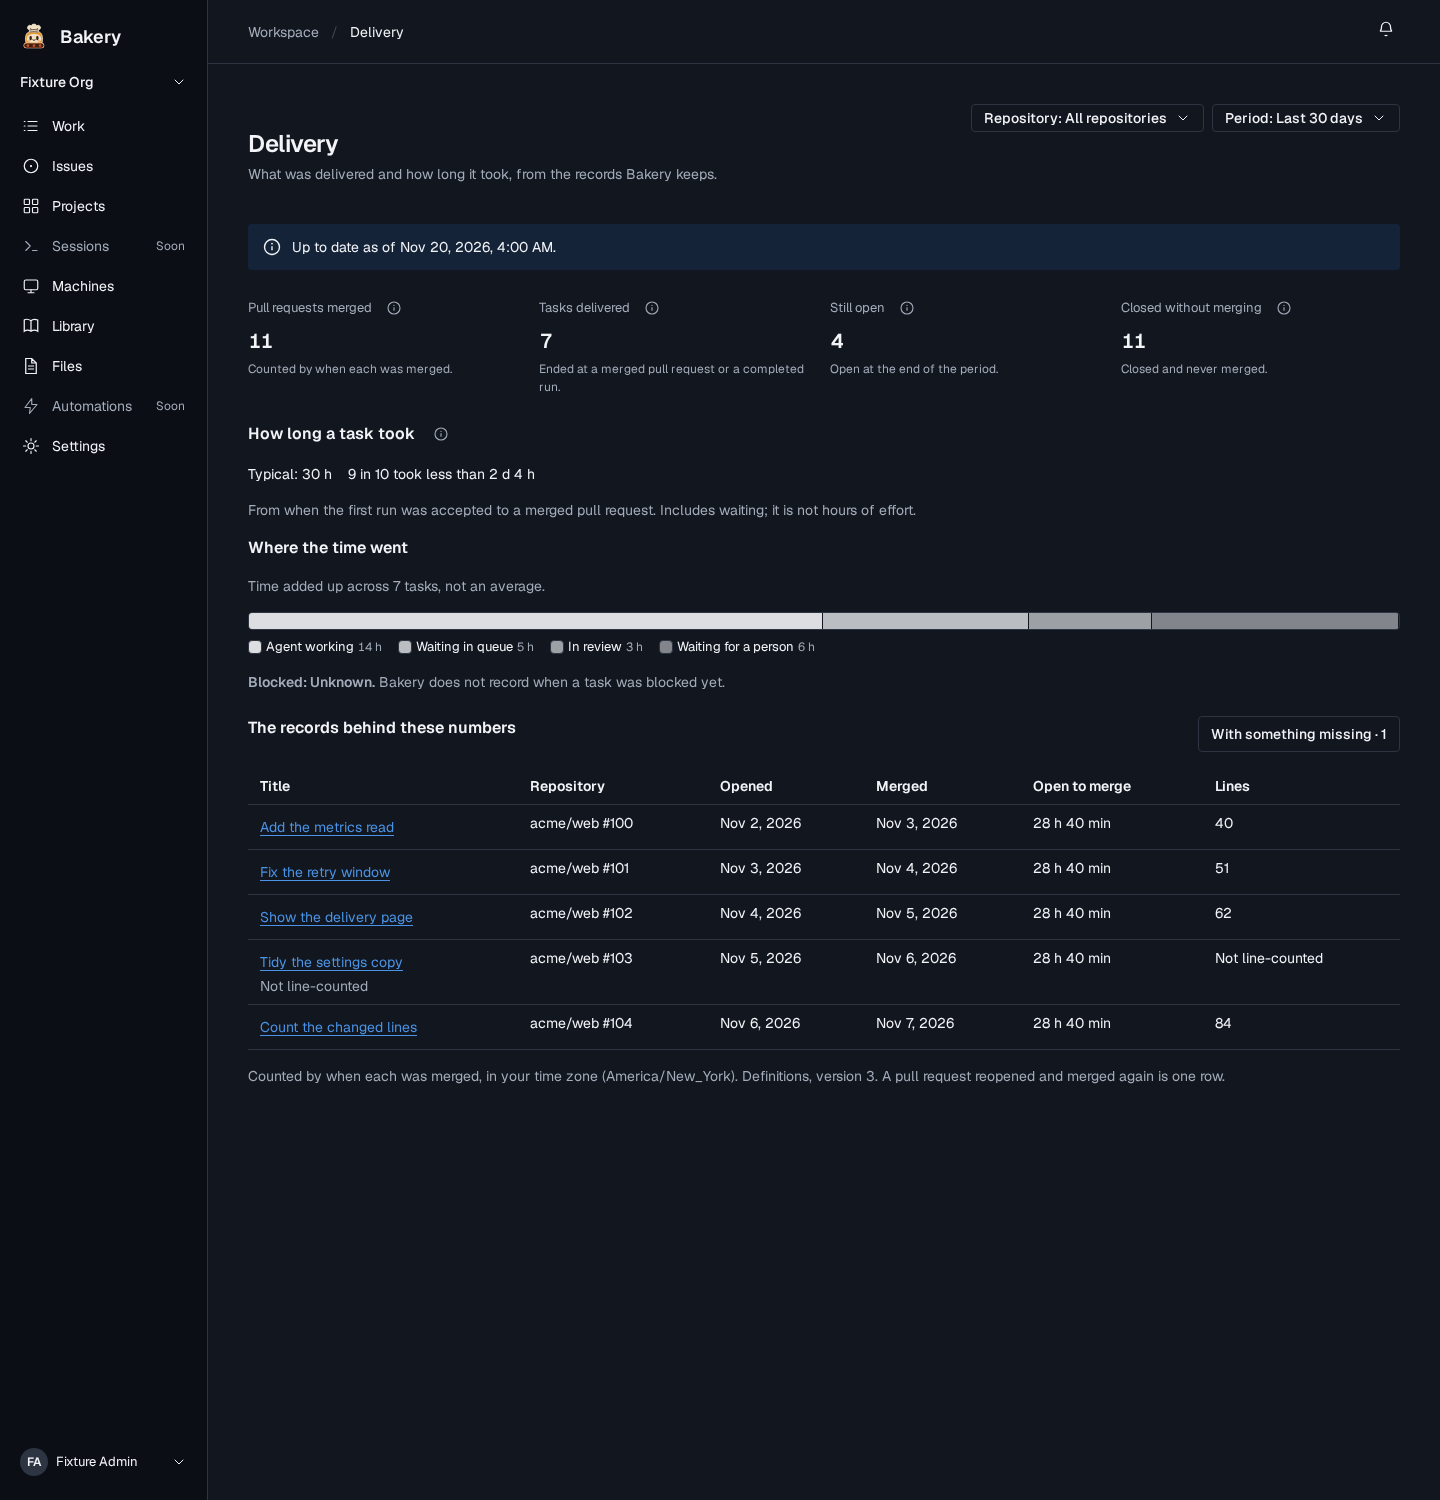 Bakery
Workspace / Delivery
Fixture Org
Work
Issues
Projects
Sessions Soon
Machines
Library
Files
Automations Soon
Settings
FA Fixture Admin
Repository: All repositories
Period: Last 30 days
Delivery
What was delivered and how long it took, from the records Bakery keeps.
Up to date as of Nov 20, 2026, 4:00 AM.
Pull requests merged
11
Counted by when each was merged.
Tasks delivered
7
Ended at a merged pull request or a completed
run.
Still open
4
Open at the end of the period.
Closed without merging
11
Closed and never merged.
How long a task took
Typical: 30 h 9 in 10 took less than 2 d 4 h
From when the first run was accepted to a merged pull request. Includes waiting; it is not hours of effort.
Where the time went
Time added up across 7 tasks, not an average.
Agent working 14 h Waiting in queue 5 h In review 3 h Waiting for a person 6 h
Blocked: Unknown. Bakery does not record when a task was blocked yet.
The records behind these numbers
With something missing · 1
Title Repository Opened Merged Open to merge Lines
Add the metrics read acme/web #100 Nov 2, 2026 Nov 3, 2026 28 h 40 min 40
Fix the retry window acme/web #101 Nov 3, 2026 Nov 4, 2026 28 h 40 min 51
Show the delivery page acme/web #102 Nov 4, 2026 Nov 5, 2026 28 h 40 min 62
Tidy the settings copy acme/web #103 Nov 5, 2026 Nov 6, 2026 28 h 40 min Not line-counted
Not line-counted
Count the changed lines acme/web #104 Nov 6, 2026 Nov 7, 2026 28 h 40 min 84
Counted by when each was merged, in your time zone (America/New_York). Definitions, version 3. A pull request reopened and merged again is one row.